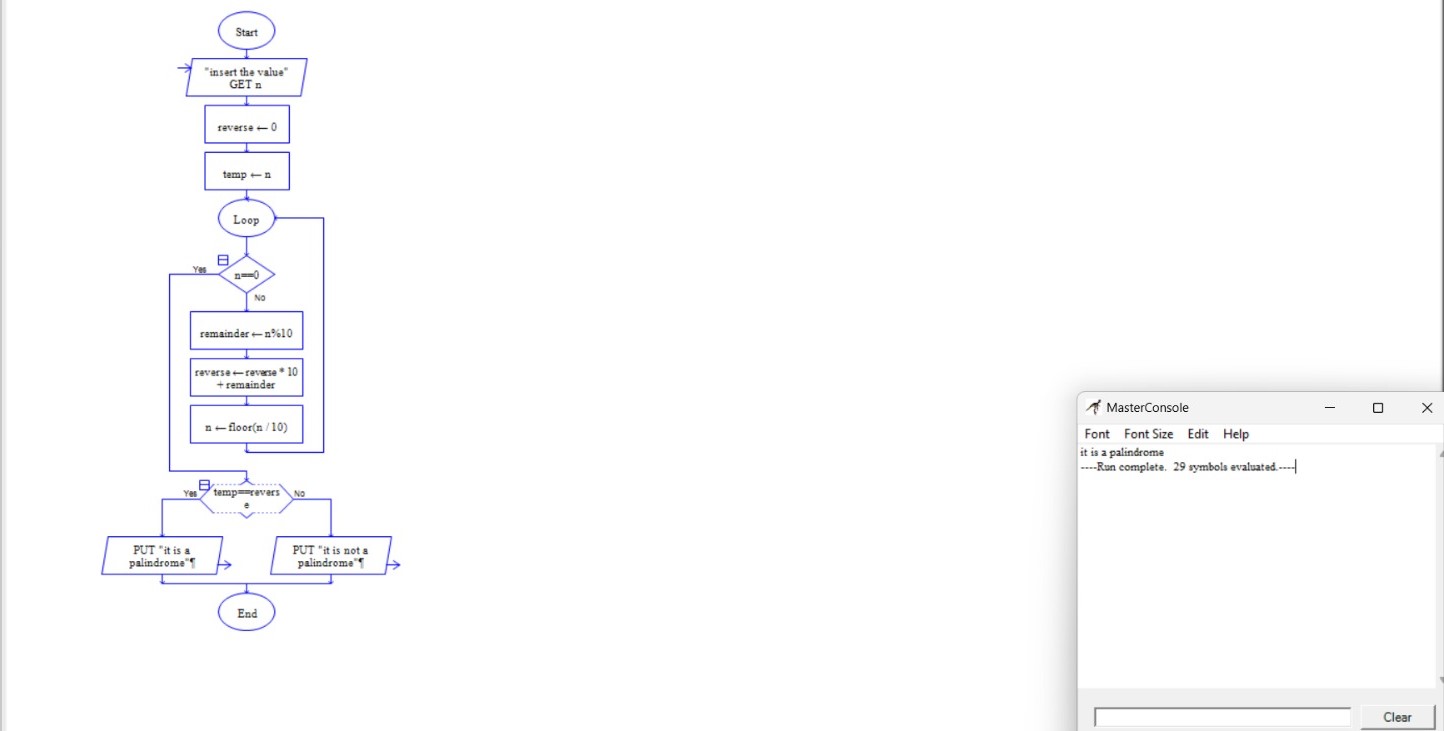 Start
"insert the value"
GET n
reverse ← 0
temp ← n
Loop
Yes
n==0
No
remainder ← n%10
reverse ← reverse * 10
+ remainder
n ← floor(n / 10)
Yes
temp==revers
e
No
PUT "it is a
palindrome"¶
PUT "it is not a
palindrome"¶
End
MasterConsole
Font Font Size Edit Help
it is a palindrome
----Run complete. 29 symbols evaluated.----
Clear